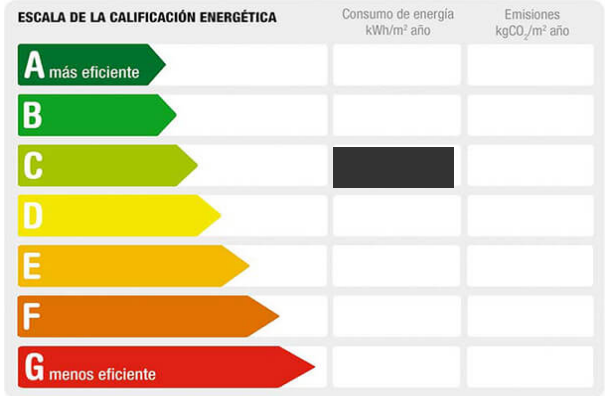 ESCALA DE LA CALIFICACIÓN ENERGÉTICA
Consumo de energía
kWh/m² año
Emisiones
kgCO₂/m² año
A más eficiente
B
C
D
E
F
G menos eficiente